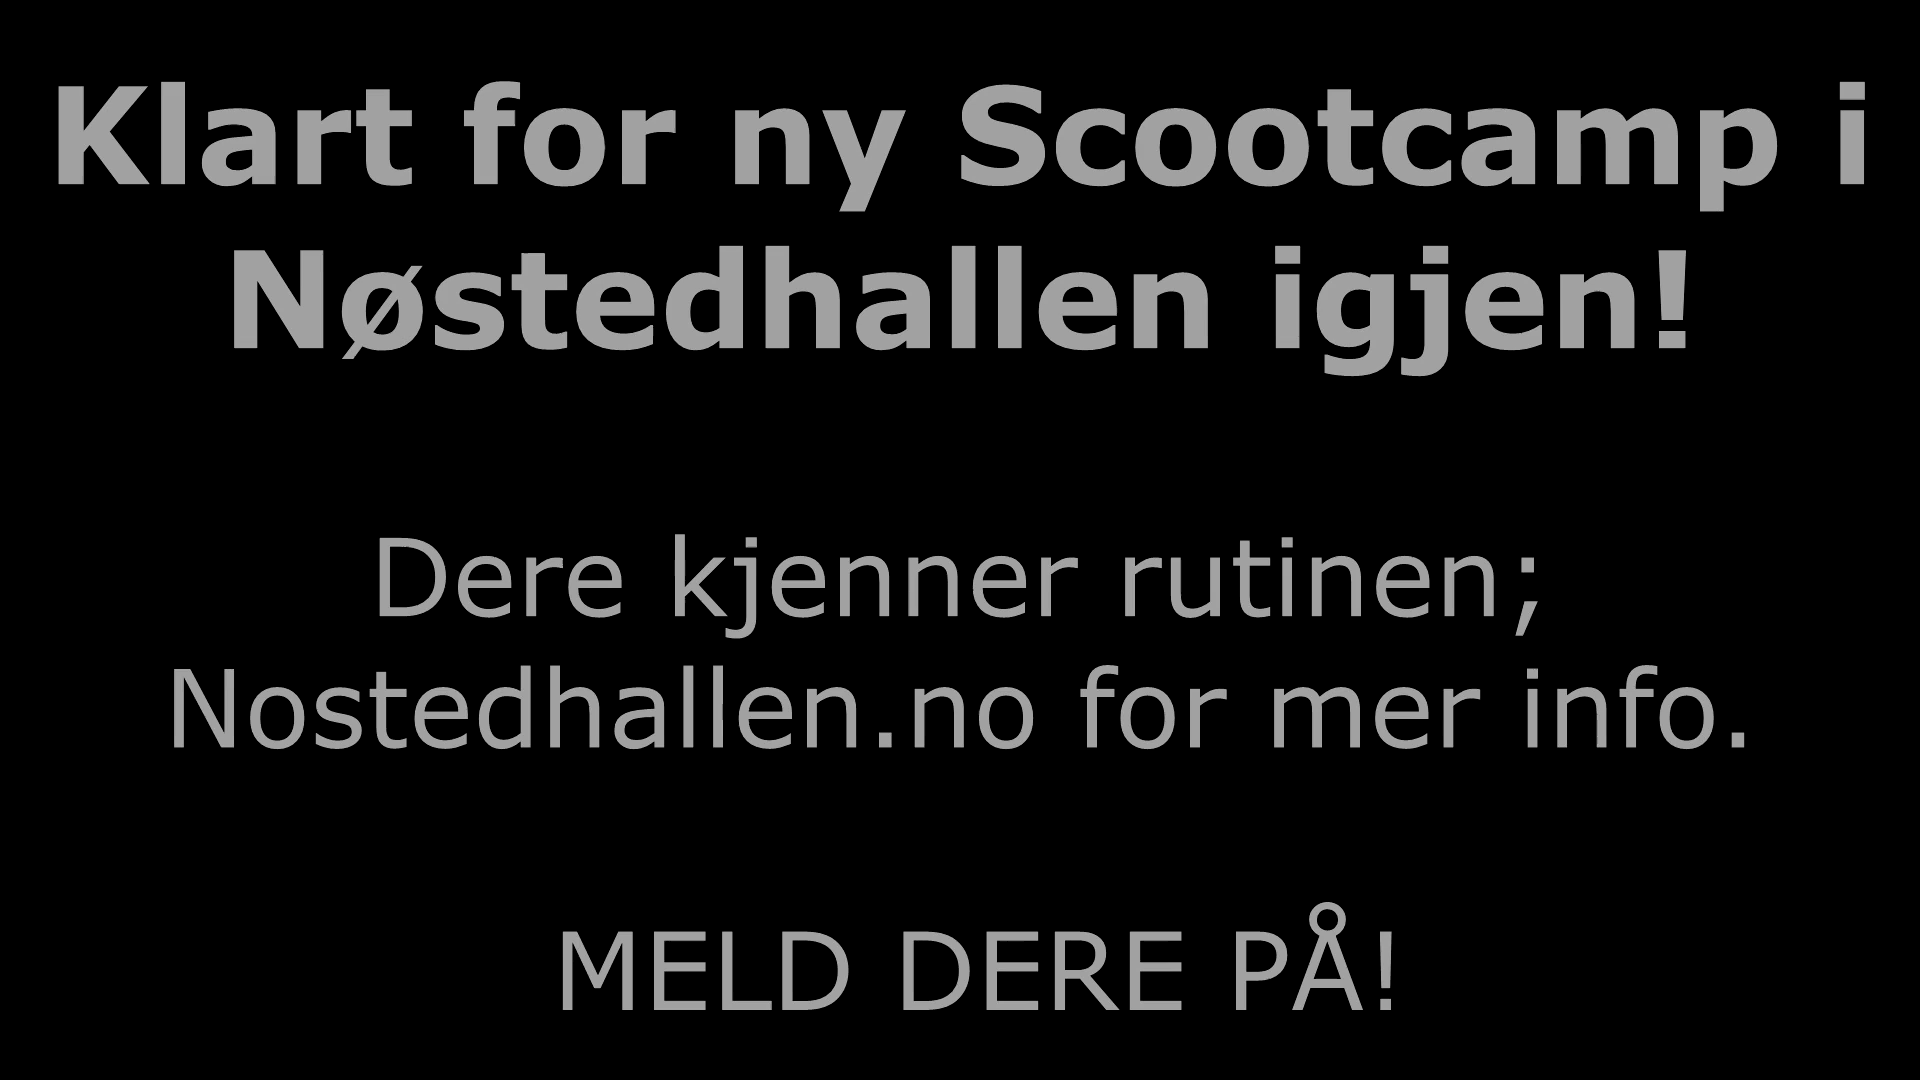 Klart for ny Scootcamp i
Nøstedhallen igjen!
Dere kjenner rutinen;
Nostedhallen.no for mer info.
MELD DERE PÅ!